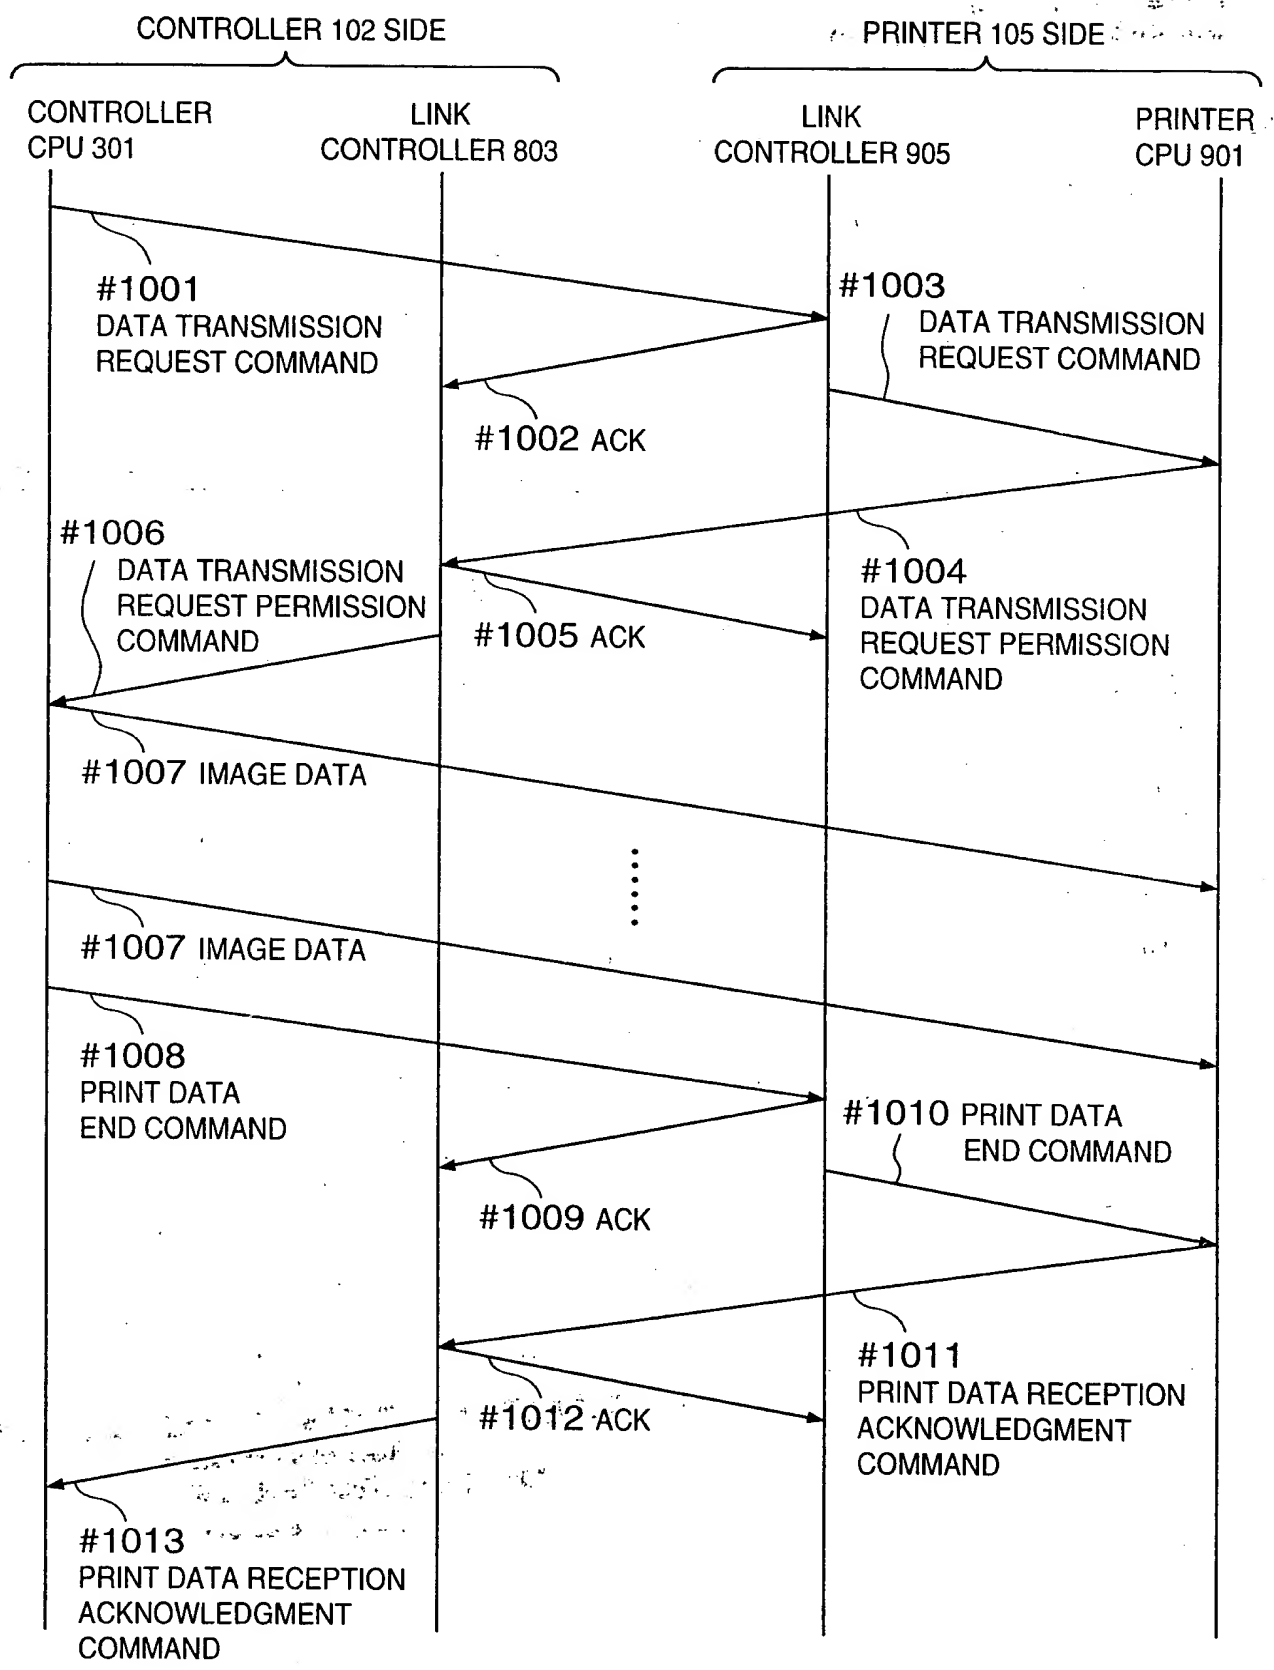 CONTROLLER 102 SIDE
PRINTER 105 SIDE
CONTROLLER
CPU 301
LINK
CONTROLLER 803
LINK
CONTROLLER 905
PRINTER
CPU 901
#1001
DATA TRANSMISSION
REQUEST COMMAND
#1003
DATA TRANSMISSION
REQUEST COMMAND
#1002 ACK
#1006
DATA TRANSMISSION
REQUEST PERMISSION
COMMAND
#1004
DATA TRANSMISSION
REQUEST PERMISSION
COMMAND
#1005 ACK
#1007 IMAGE DATA
#1007 IMAGE DATA
#1008
PRINT DATA
END COMMAND
#1010 PRINT DATA
END COMMAND
#1009 ACK
#1011
PRINT DATA RECEPTION
ACKNOWLEDGMENT
COMMAND
#1012 ACK
#1013
PRINT DATA RECEPTION
ACKNOWLEDGMENT
COMMAND